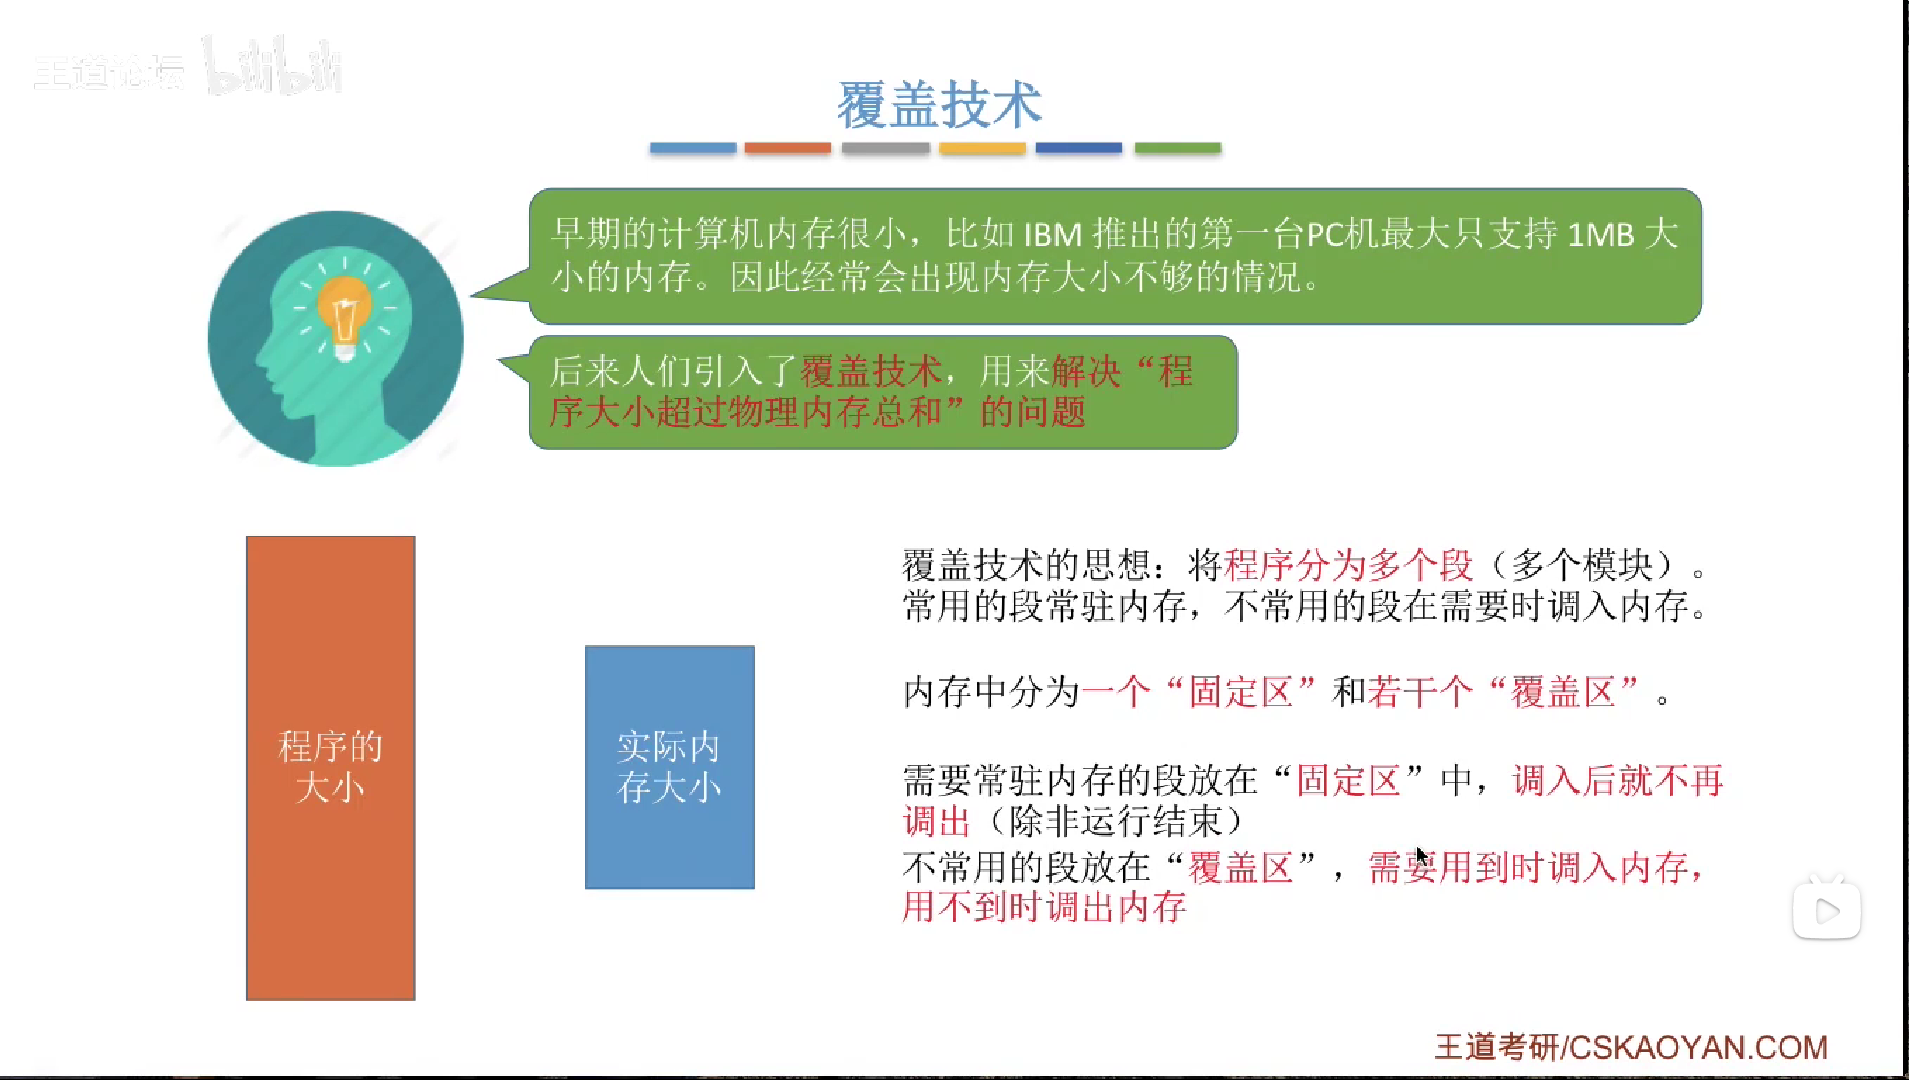 王道论坛 bilibili
覆盖技术
早期的计算机内存很小，比如 IBM 推出的第一台PC机最大只支持 1MB 大
小的内存。因此经常会出现内存大小不够的情况。
后来人们引入了覆盖技术，用来解决“程
序大小超过物理内存总和”的问题
程序的
大小
实际内
存大小
覆盖技术的思想：将程序分为多个段（多个模块）。
常用的段常驻内存，不常用的段在需要时调入内存。
内存中分为一个“固定区”和若干个“覆盖区”。
需要常驻内存的段放在“固定区”中，调入后就不再
调出（除非运行结束）
不常用的段放在“覆盖区”，需要用到时调入内存，
用不到时调出内存
王道考研/CSKAOYAN.COM